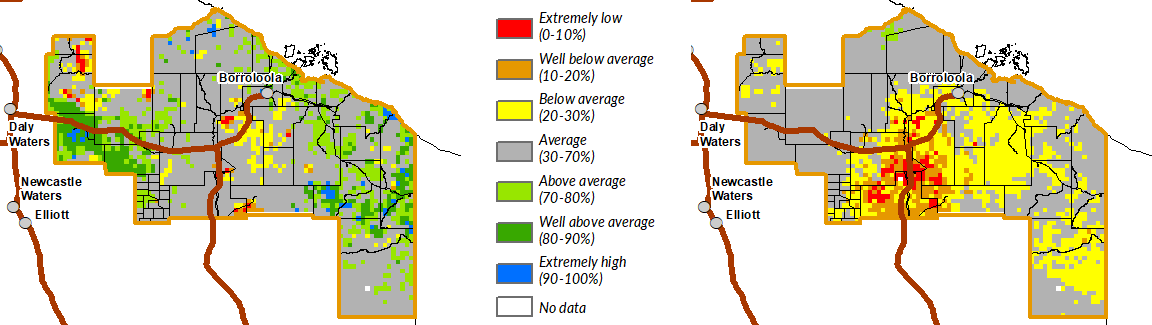 Borroloola
Daly
Waters
Newcastle
Waters
Elliott
Extremely low
(0-10%)
Well below average
(10-20%)
Below average
(20-30%)
Average
(30-70%)
Above average
(70-80%)
Well above average
(80-90%)
Extremely high
(90-100%)
No data
Borroloola
Daly
Waters
Newcastle
Waters
Elliott